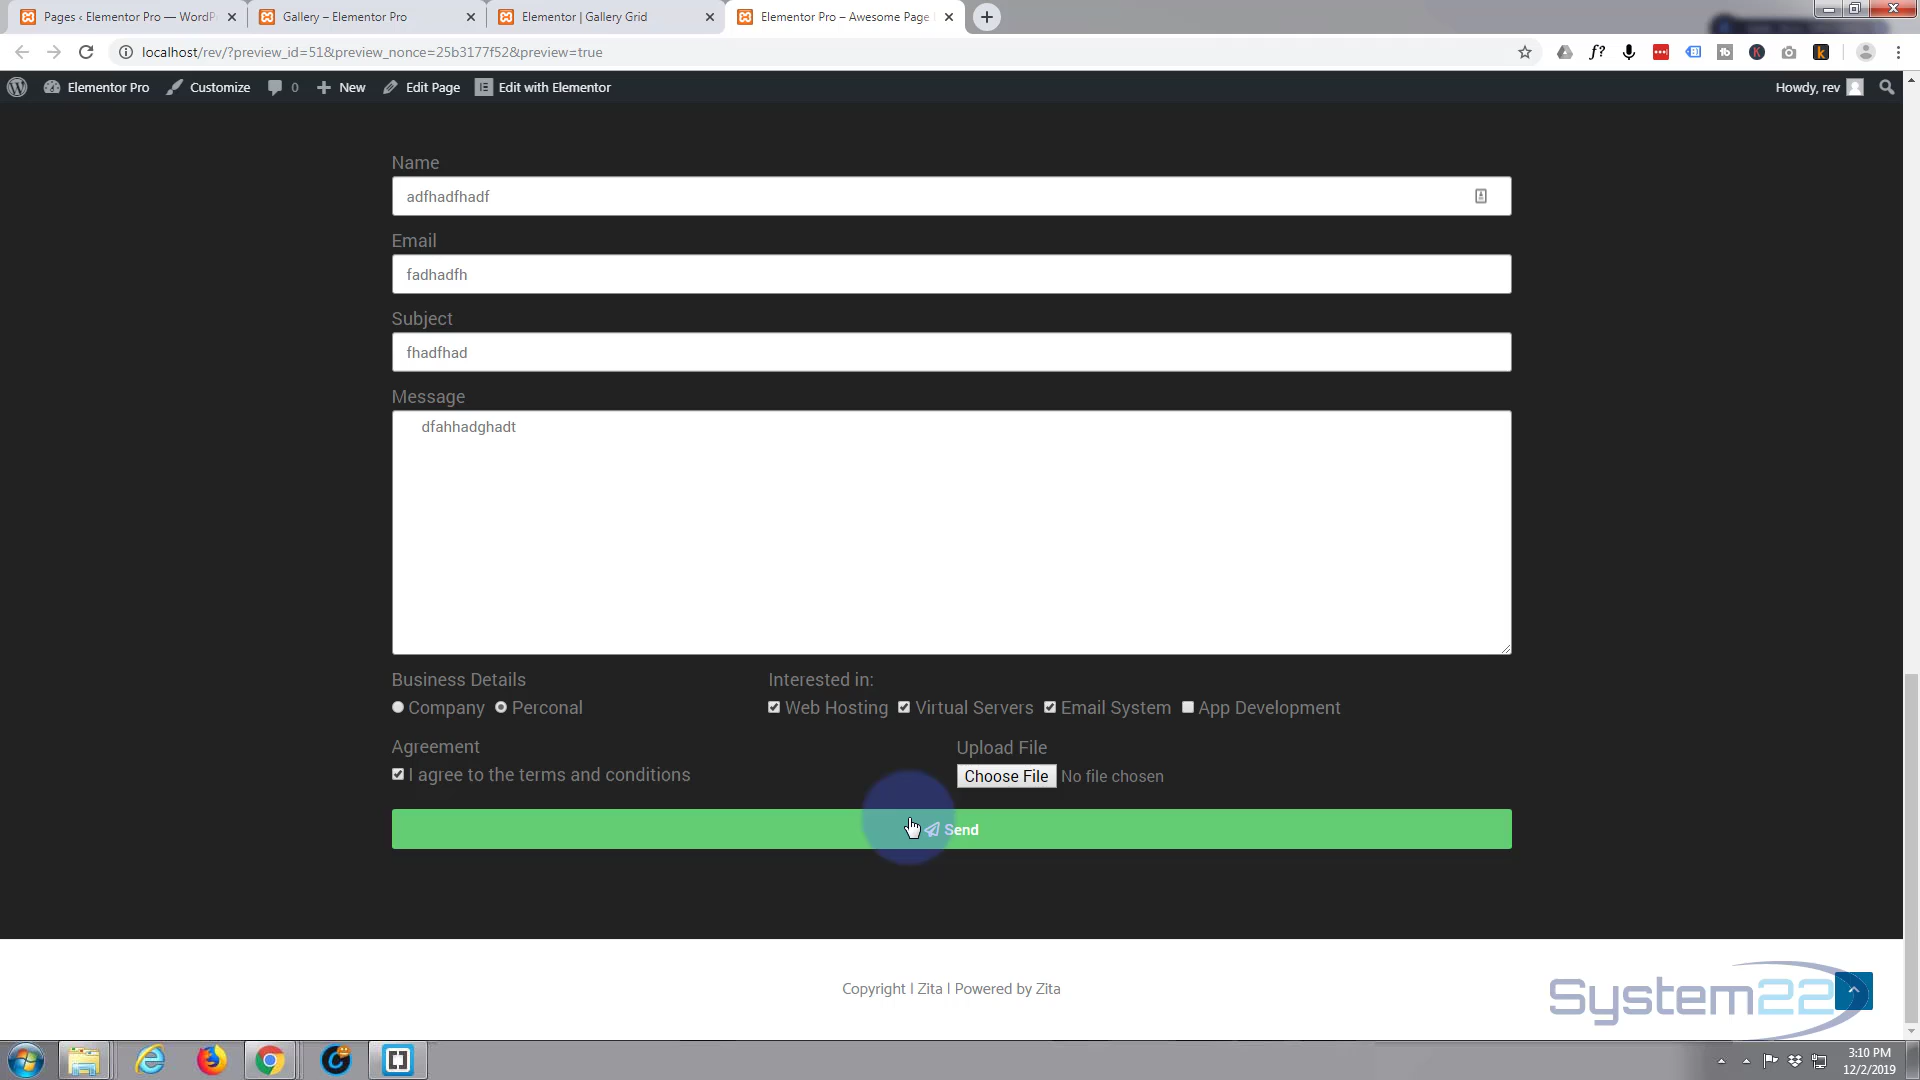 Pages ‹ Elementor Pro — WordP
Gallery – Elementor Pro
Elementor | Gallery Grid
Elementor Pro – Awesome Page
localhost/rev/?preview_id=51&preview_nonce=25b3177f52&preview=true
Elementor Pro
Customize
0
New
Edit Page
Edit with Elementor
Howdy, rev
Name
adfhadfhadf
Email
fadhadfh
Subject
fhadfhad
Message
dfahhadghadt
Business Details
Interested in:
Company
Perconal
Web Hosting
Virtual Servers
Email System
App Development
Agreement
Upload File
I agree to the terms and conditions
Choose File
No file chosen
Send
Copyright | Zita | Powered by Zita
System22
3:10 PM
12/2/2019